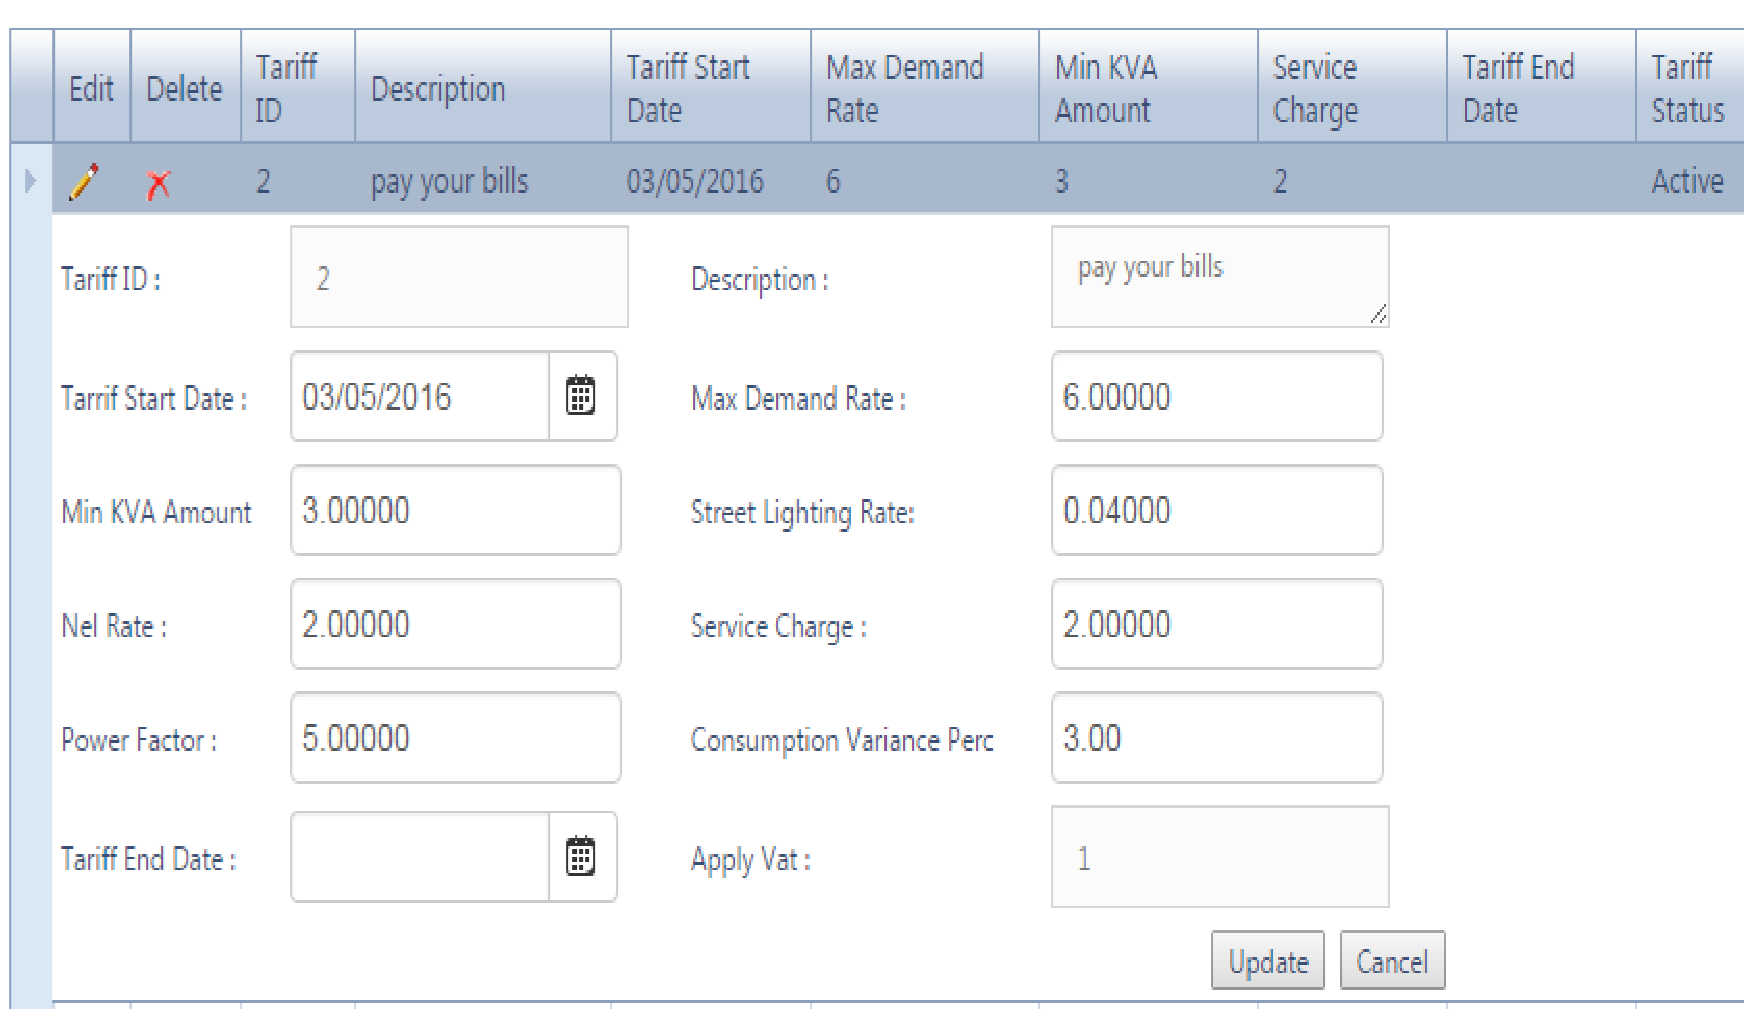 Edit Delete Tariff ID Description Tariff Start Date Max Demand Rate Min KVA Amount Service Charge Tariff End Date Tariff Status
2 pay your bills 03/05/2016 6 3 2 Active
Tariff ID : 2 Description : pay your bills
Tarrif Start Date : 03/05/2016 Max Demand Rate : 6.00000
Min KVA Amount 3.00000 Street Lighting Rate: 0.04000
Nel Rate : 2.00000 Service Charge : 2.00000
Power Factor : 5.00000 Consumption Variance Perc 3.00
Tariff End Date : Apply Vat : 1
Update Cancel